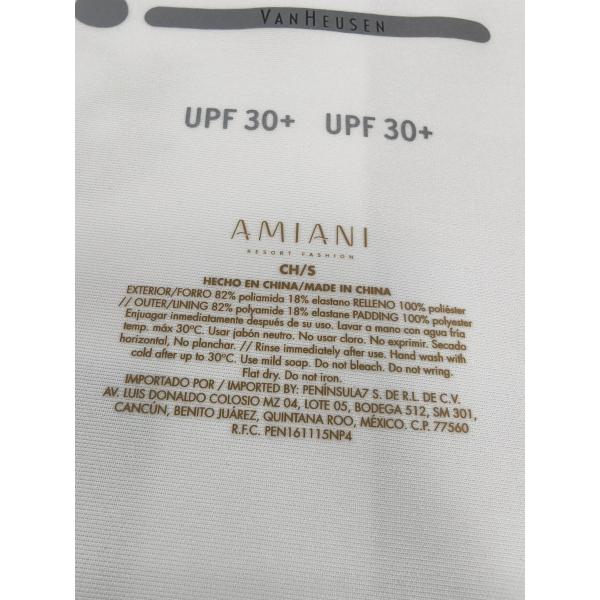 VANHEUSEN
UPF 30+ UPF 30+
AMIANI
RESORT FASHION
CH/S
HECHO EN CHINA/MADE IN CHINA
EXTERIOR/FORRO 82% poliamida 18% elastano RELLENO 100% poliéster
// OUTER/LINING 82% polyamide 18% elastane PADDING 100% polyester
Enjuagar inmediatamente después de su uso. Lavar a mano con agua fria
temp. máx 30°C. Usar jabón neutro. No usar cloro. No exprimir. Secado
horizontal, No planchar. // Rinse immediately after use. Hand wash with
cold after up to 30°C. Use mild soap. Do not bleach. Do not wring.
Flat dry. Do not iron.
IMPORTADO POR / IMPORTED BY: PENÍNSULA7 S. DE R.L. DE C.V.
AV. LUIS DONALDO COLOSIO MZ 04, LOTE 05, BODEGA 512, SM 301,
CANCÚN, BENITO JUÁREZ, QUINTANA ROO, MÉXICO. C.P. 77560
R.F.C. PEN161115NP4